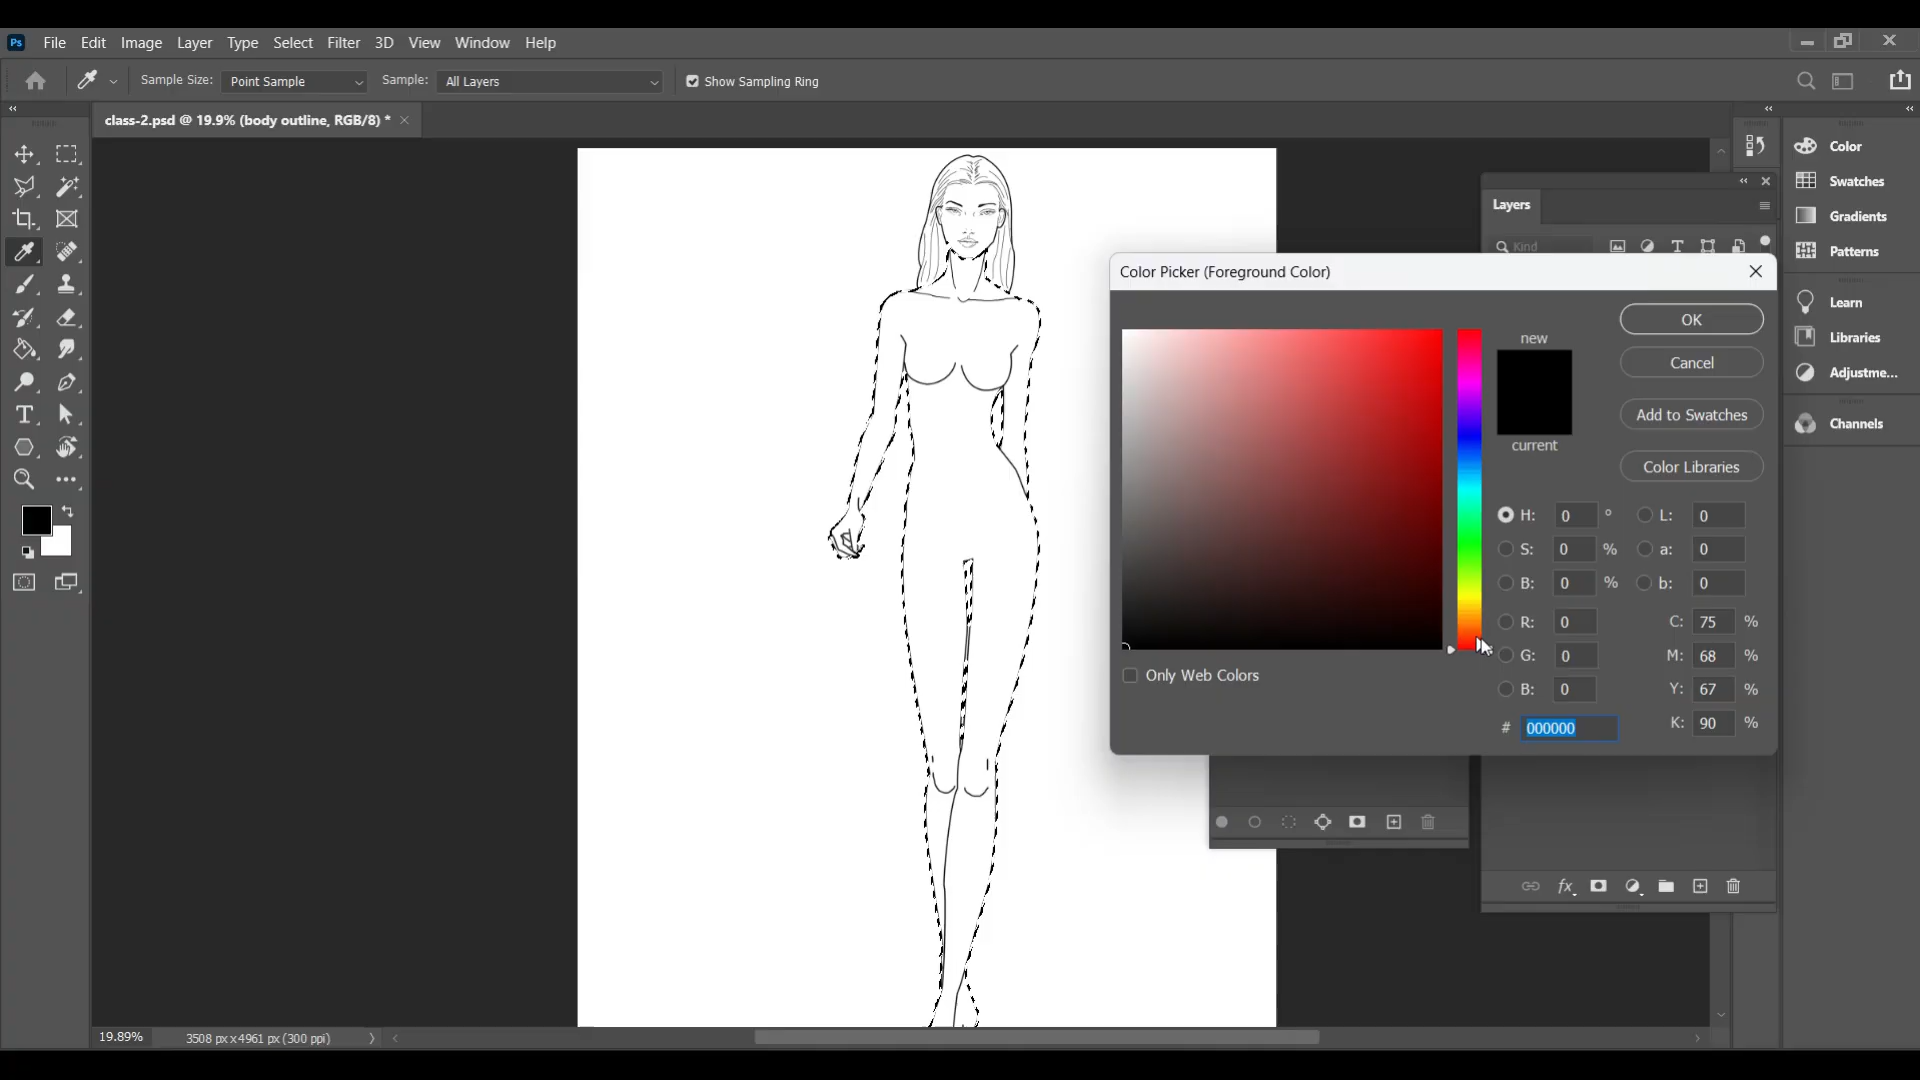 Ps File Edit Image Layer Type Select Filter 3D View Window Help
Sample Size: Point Sample Sample: All Layers Show Sampling Ring
class-2.psd @ 19.9% (body outline, RGB/8) *
Color
Swatches
Gradients
Patterns
Learn
Libraries
Adjustme...
Channels
Layers
Kind
Color Picker (Foreground Color)
new
current
OK
Cancel
Add to Swatches
Color Libraries
H: 0 ° L: 0
S: 0 % a: 0
B: 0 % b: 0
R: 0 C: 75 %
G: 0 M: 68 %
B: 0 Y: 67 %
# 000000 K: 90 %
Only Web Colors
fx
19.89% 3508 px x 4961 px (300 ppi)